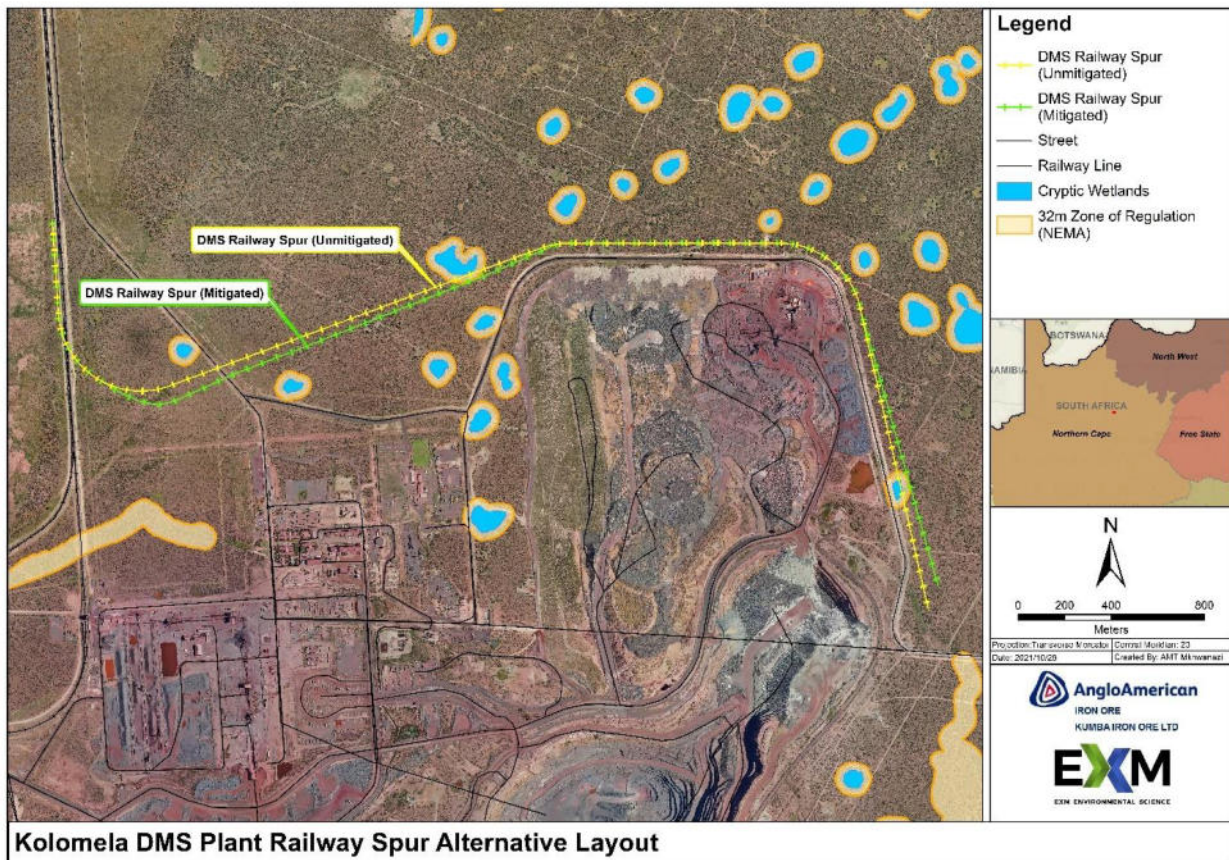 Legend
DMS Railway Spur
(Unmitigated)
DMS Railway Spur
(Mitigated)
Street
Railway Line
Cryptic Wetlands
32m Zone of Regulation
(NEMA)
DMS Railway Spur (Unmitigated)
DMS Railway Spur (Mitigated)
BOTSWANA
North West
NAMIBIA
SOUTH AFRICA
Northern Cape
Free State
N
0 200 400 800
Meters
Projection: Transverse Mercator Central Meridian: 23
Date: 2021/10/28 Created By: AMT Mkhwanazi
AngloAmerican
IRON ORE
KUMBA IRON ORE LTD
EXM
EXM ENVIRONMENTAL SCIENCE
Kolomela DMS Plant Railway Spur Alternative Layout